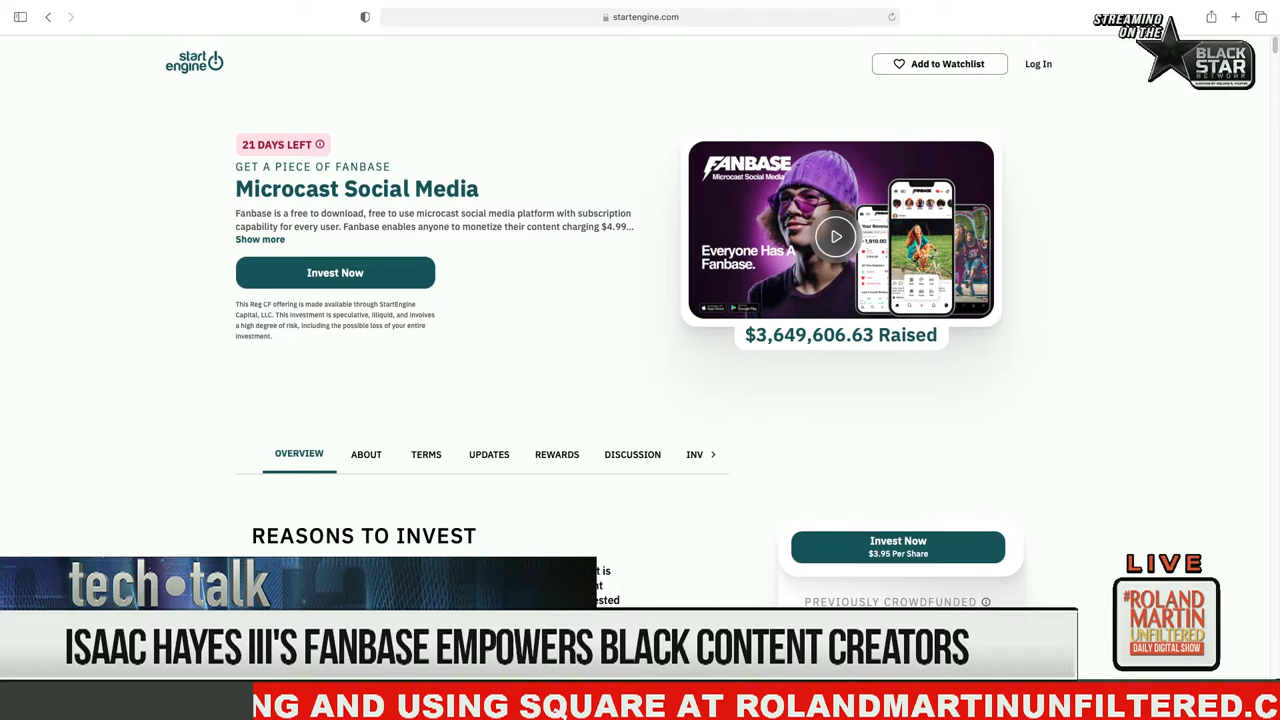 startengine.com
STREAMING
ON THE
BLACK
STAR
NETWORK
start
engine
Add to Watchlist
Log In
21 DAYS LEFT
GET A PIECE OF FANBASE
Microcast Social Media
Fanbase is a free to download, free to use microcast social media platform with subscription
capability for every user. Fanbase enables anyone to monetize their content charging $4.99...
Show more
Invest Now
This Reg CF offering is made available through StartEngine
Capital, LLC. This investment is speculative, illiquid, and involves
a high degree of risk, including the possible loss of your entire
investment.
FANBASE
Microcast Social Media
Everyone Has A
Fanbase.
$3,649,606.63 Raised
OVERVIEW
ABOUT
TERMS
UPDATES
REWARDS
DISCUSSION
INV
REASONS TO INVEST
Invest Now
$3.95 Per Share
PREVIOUSLY CROWDFUNDED
tech•talk
ISAAC HAYES III'S FANBASE EMPOWERS BLACK CONTENT CREATORS
LIVE
#ROLAND
MARTIN
UNFILTERED
DAILY DIGITAL SHOW
NG AND USING SQUARE AT ROLANDMARTINUNFILTERED.C